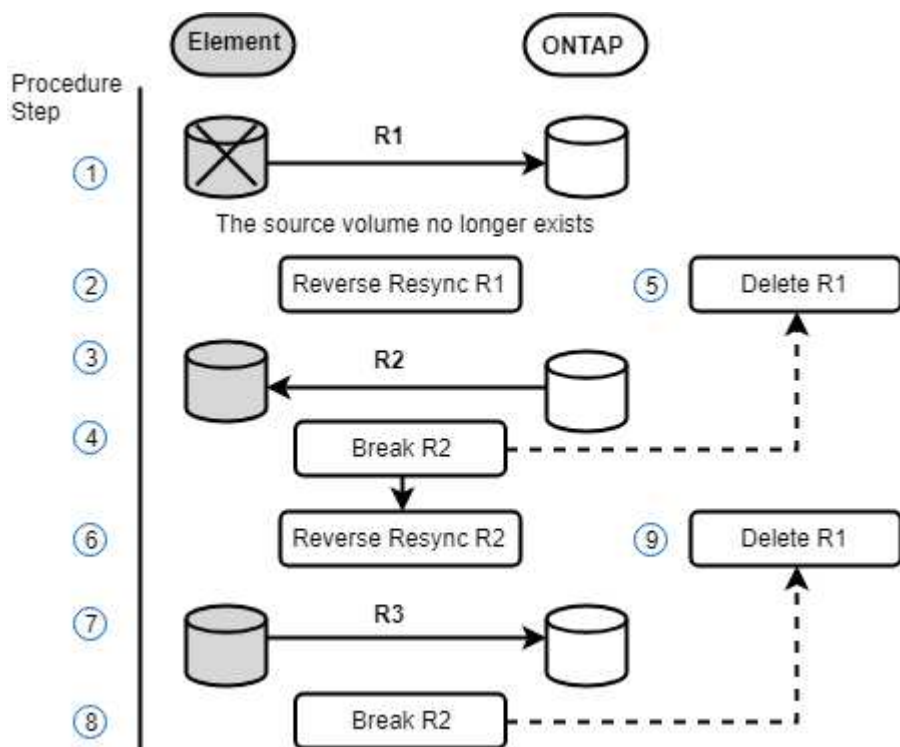 Element
ONTAP
Procedure
Step
R1
1
The source volume no longer exists
2
Reverse Resync R1
5
Delete R1
3
R2
4
Break R2
6
Reverse Resync R2
9
Delete R1
7
R3
8
Break R2